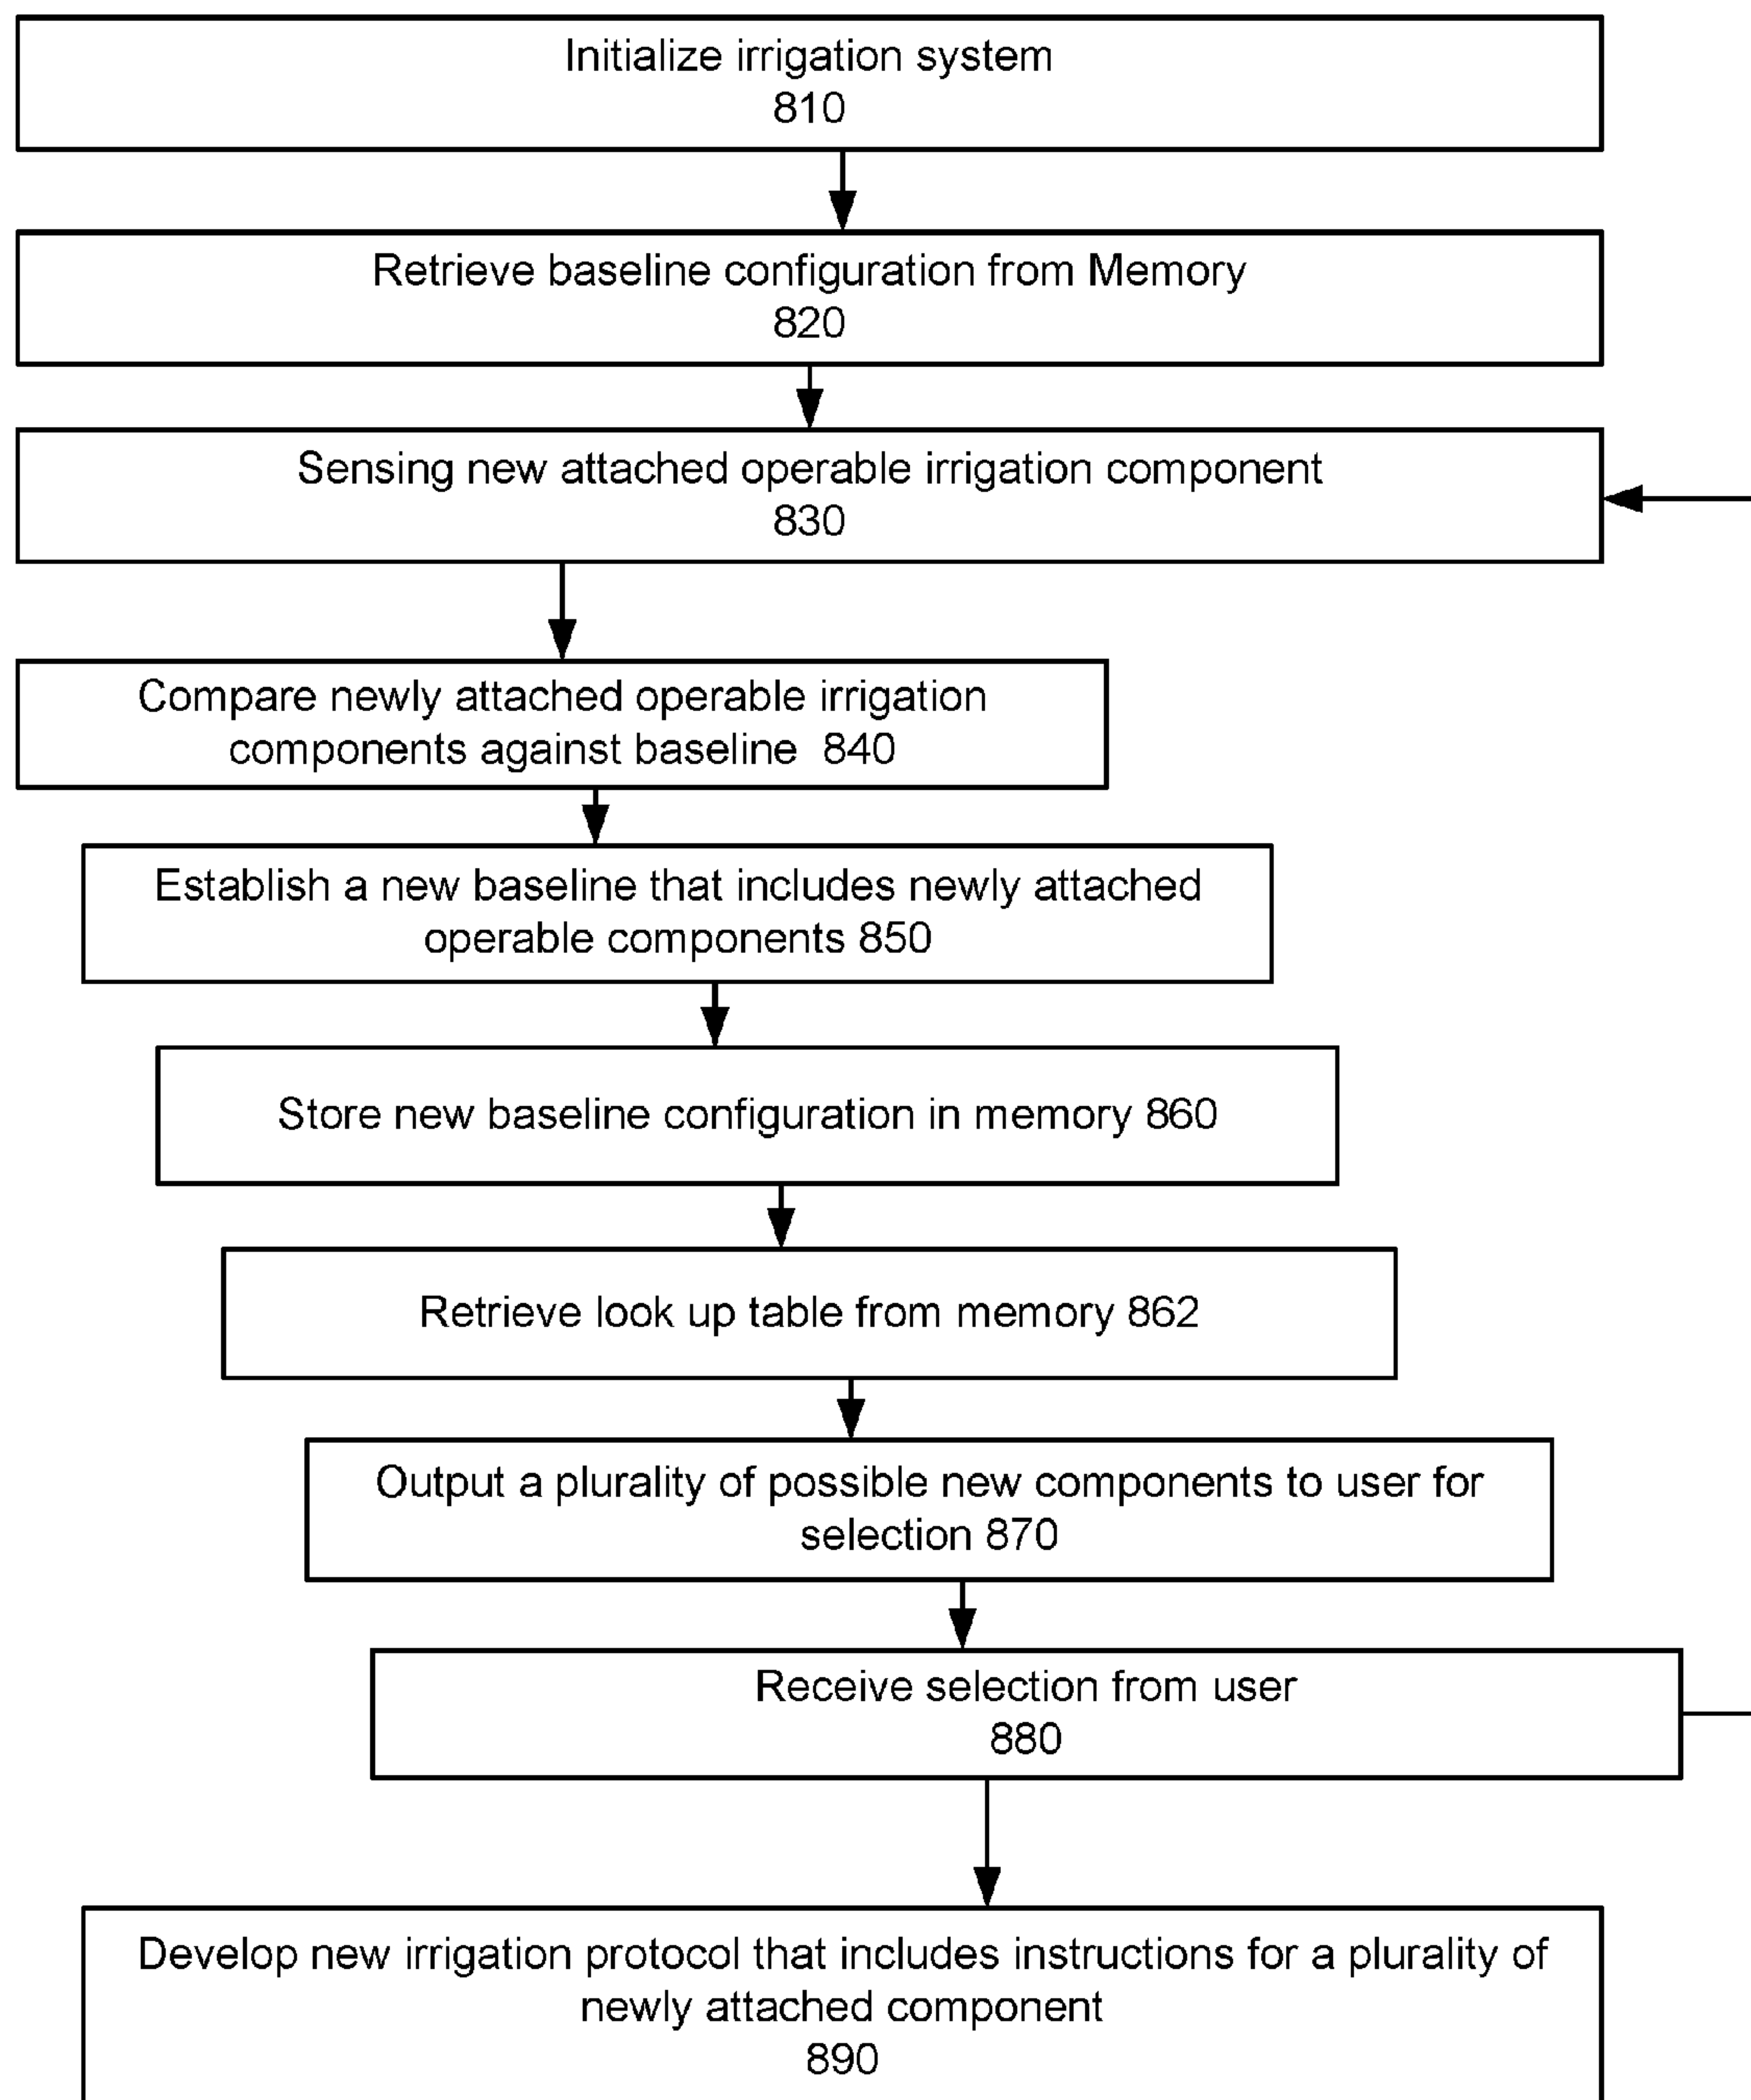 Initialize irrigation system
810
Retrieve baseline configuration from Memory
820
Sensing new attached operable irrigation component
830
Compare newly attached operable irrigation
components against baseline 840
Establish a new baseline that includes newly attached
operable components 850
Store new baseline configuration in memory 860
Retrieve look up table from memory 862
Output a plurality of possible new components to user for
selection 870
Receive selection from user
880
Develop new irrigation protocol that includes instructions for a plurality of
newly attached component
890